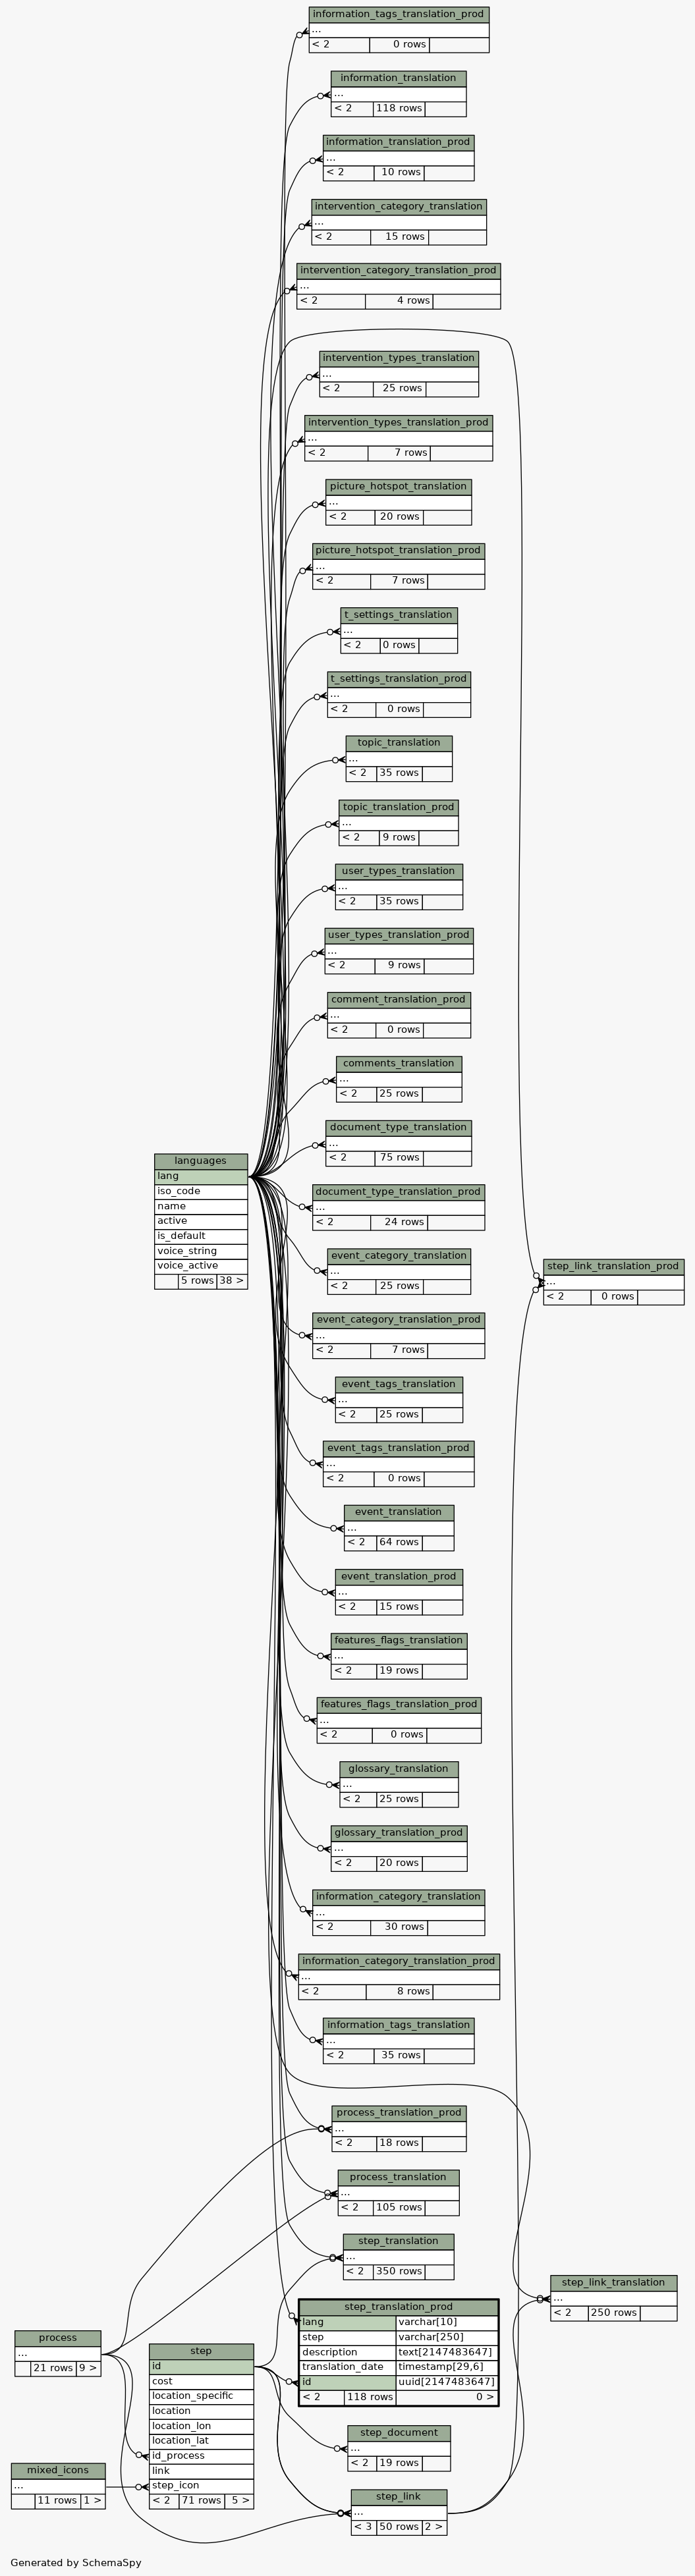 information_tags_translation_prod
...
< 2 0 rows
information_translation
...
< 2 118 rows
information_translation_prod
...
< 2 10 rows
intervention_category_translation
...
< 2 15 rows
intervention_category_translation_prod
...
< 2 4 rows
intervention_types_translation
...
< 2 25 rows
intervention_types_translation_prod
...
< 2 7 rows
picture_hotspot_translation
...
< 2 20 rows
picture_hotspot_translation_prod
...
< 2 7 rows
t_settings_translation
...
< 2 0 rows
t_settings_translation_prod
...
< 2 0 rows
topic_translation
...
< 2 35 rows
topic_translation_prod
...
< 2 9 rows
user_types_translation
...
< 2 35 rows
user_types_translation_prod
...
< 2 9 rows
comment_translation_prod
...
< 2 0 rows
comments_translation
...
< 2 25 rows
document_type_translation
...
< 2 75 rows
languages
lang
iso_code
name
active
is_default
voice_string
voice_active
5 rows 38 >
document_type_translation_prod
...
< 2 24 rows
event_category_translation
...
< 2 25 rows
step_link_translation_prod
...
< 2 0 rows
event_category_translation_prod
...
< 2 7 rows
event_tags_translation
...
< 2 25 rows
event_tags_translation_prod
...
< 2 0 rows
event_translation
...
< 2 64 rows
event_translation_prod
...
< 2 15 rows
features_flags_translation
...
< 2 19 rows
features_flags_translation_prod
...
< 2 0 rows
glossary_translation
...
< 2 25 rows
glossary_translation_prod
...
< 2 20 rows
information_category_translation
...
< 2 30 rows
information_category_translation_prod
...
< 2 8 rows
information_tags_translation
...
< 2 35 rows
process_translation_prod
...
< 2 18 rows
process_translation
...
< 2 105 rows
step_translation
...
< 2 350 rows
step_link_translation
...
< 2 250 rows
step_translation_prod
lang varchar[10]
step varchar[250]
description text[2147483647]
translation_date timestamp[29,6]
id uuid[2147483647]
< 2 118 rows 0 >
process
...
21 rows 9 >
step
id
cost
location_specific
location
location_lon
location_lat
id_process
link
step_icon
< 2 71 rows 5 >
step_document
...
< 2 19 rows
mixed_icons
...
11 rows 1 >
step_link
...
< 3 50 rows 2 >
Generated by SchemaSpy